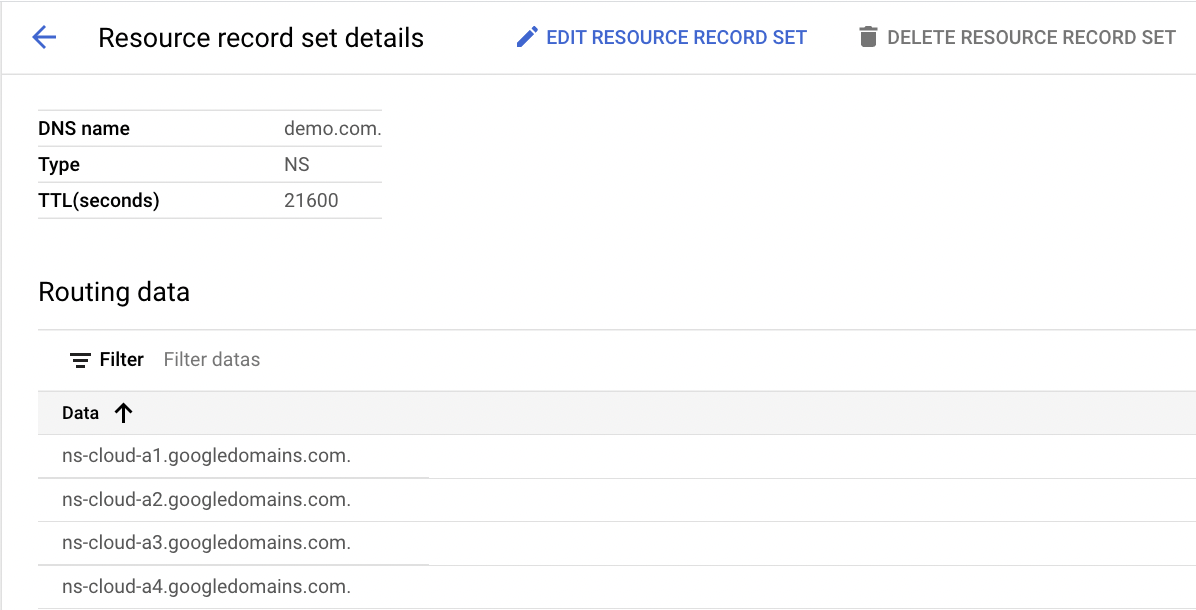 Resource record set details EDIT RESOURCE RECORD SET DELETE RESOURCE RECORD SET
DNS name demo.com.
Type NS
TTL(seconds) 21600
Routing data
Filter Filter datas
Data
ns-cloud-a1.googledomains.com.
ns-cloud-a2.googledomains.com.
ns-cloud-a3.googledomains.com.
ns-cloud-a4.googledomains.com.